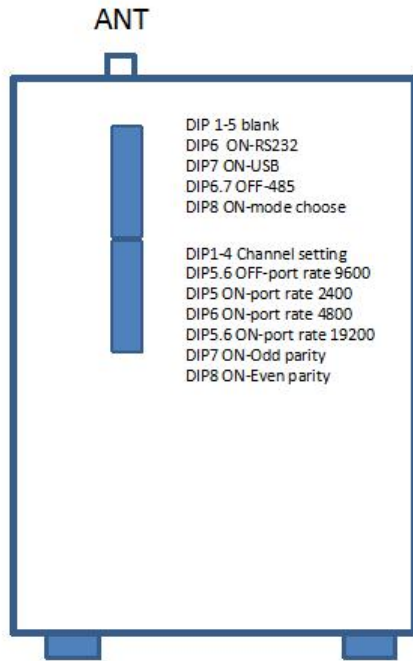 ANT
DIP 1-5 blank
DIP6 ON-RS232
DIP7 ON-USB
DIP6.7 OFF-485
DIP8 ON-mode choose
DIP1-4 Channel setting
DIP5.6 OFF-port rate 9600
DIP5 ON-port rate 2400
DIP6 ON-port rate 4800
DIP5.6 ON-port rate 19200
DIP7 ON-Odd parity
DIP8 ON-Even parity